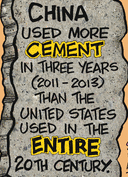 CHINA
USED MORE
CEMENT
IN THREE YEARS
(2011-2013)
THAN THE
UNITED STATES
USED IN THE
ENTIRE
20TH CENTURY.